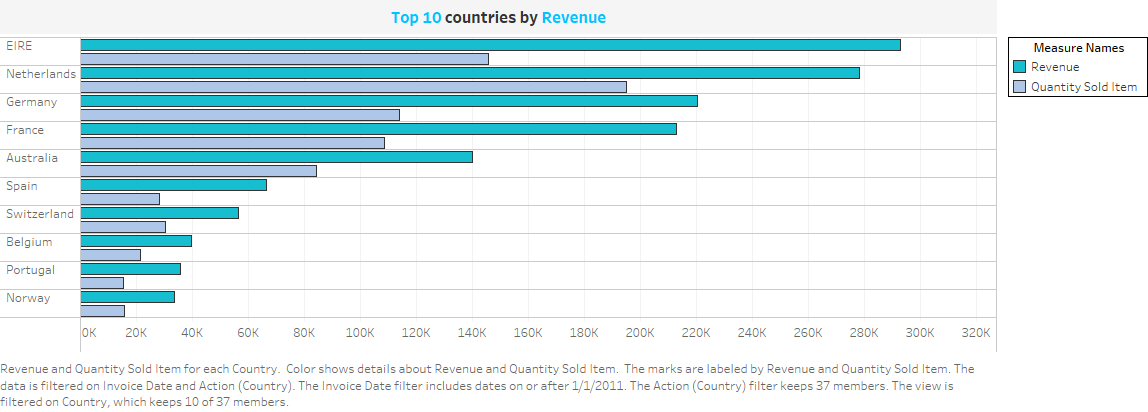 Top 10 countries by Revenue
EIRE
Netherlands
Germany
France
Australia
Spain
Switzerland
Belgium
Portugal
Norway
0K 20K 40K 60K 80K 100K 120K 140K 160K 180K 200K 220K 240K 260K 280K 300K 320K
Measure Names
Revenue
Quantity Sold Item
Revenue and Quantity Sold Item for each Country. Color shows details about Revenue and Quantity Sold Item. The marks are labeled by Revenue and Quantity Sold Item. The
data is filtered on Invoice Date and Action (Country). The Invoice Date filter includes dates on or after 1/1/2011. The Action (Country) filter keeps 37 members. The view is
filtered on Country, which keeps 10 of 37 members.